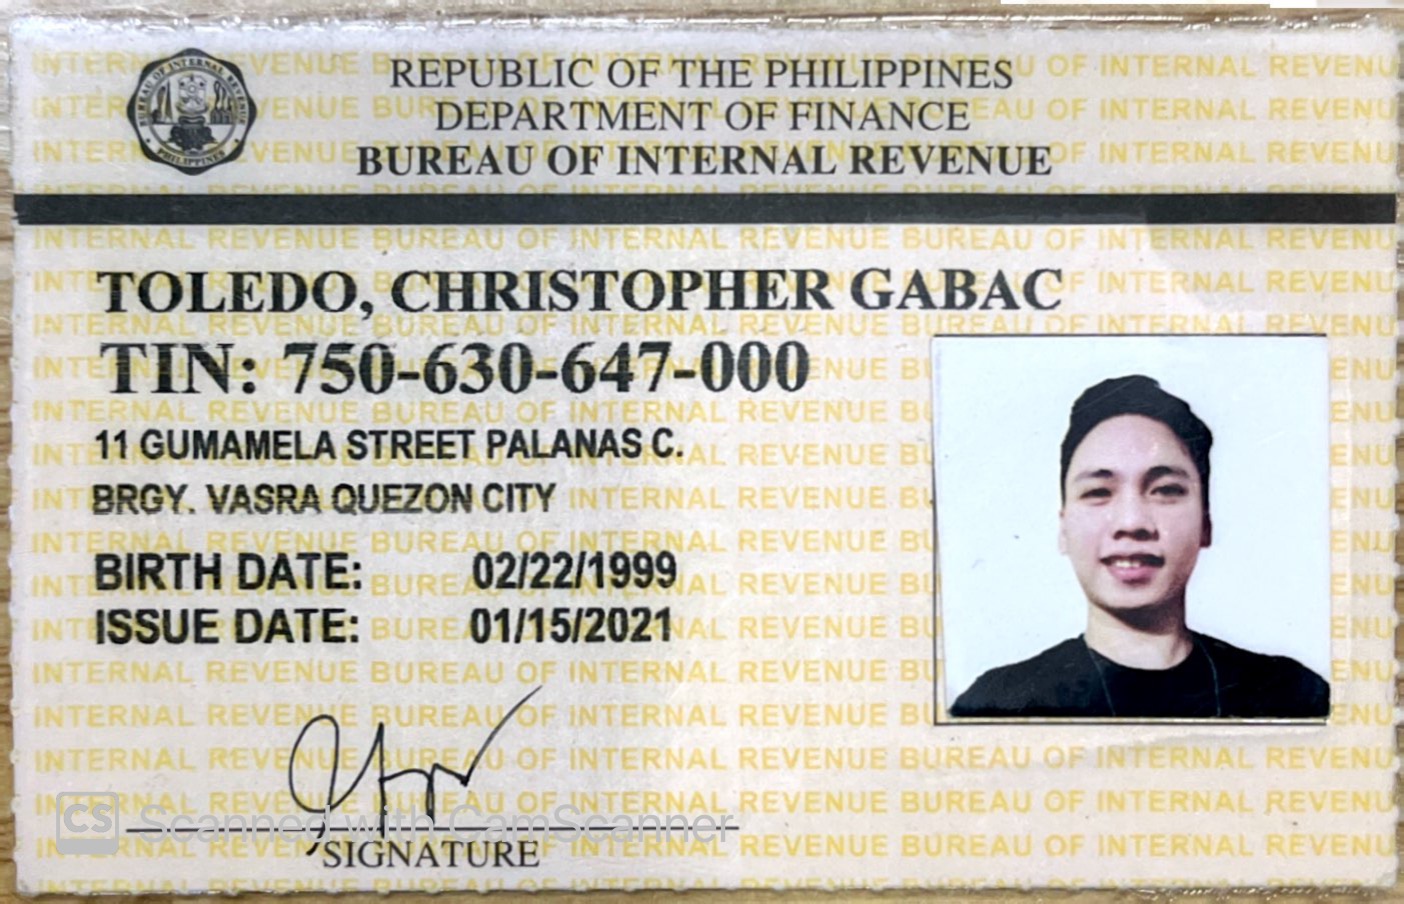 REPUBLIC OF THE PHILIPPINES
DEPARTMENT OF FINANCE
BUREAU OF INTERNAL REVENUE
BUREAU OF INTERNAL REVENUE
PHILIPPINES
TOLEDO, CHRISTOPHER GABAC
TIN: 750-630-647-000
11 GUMAMELA STREET PALANAS C.
BRGY. VASRA QUEZON CITY
BIRTH DATE: 02/22/1999
ISSUE DATE: 01/15/2021
SIGNATURE
CS Scanned with CamScanner